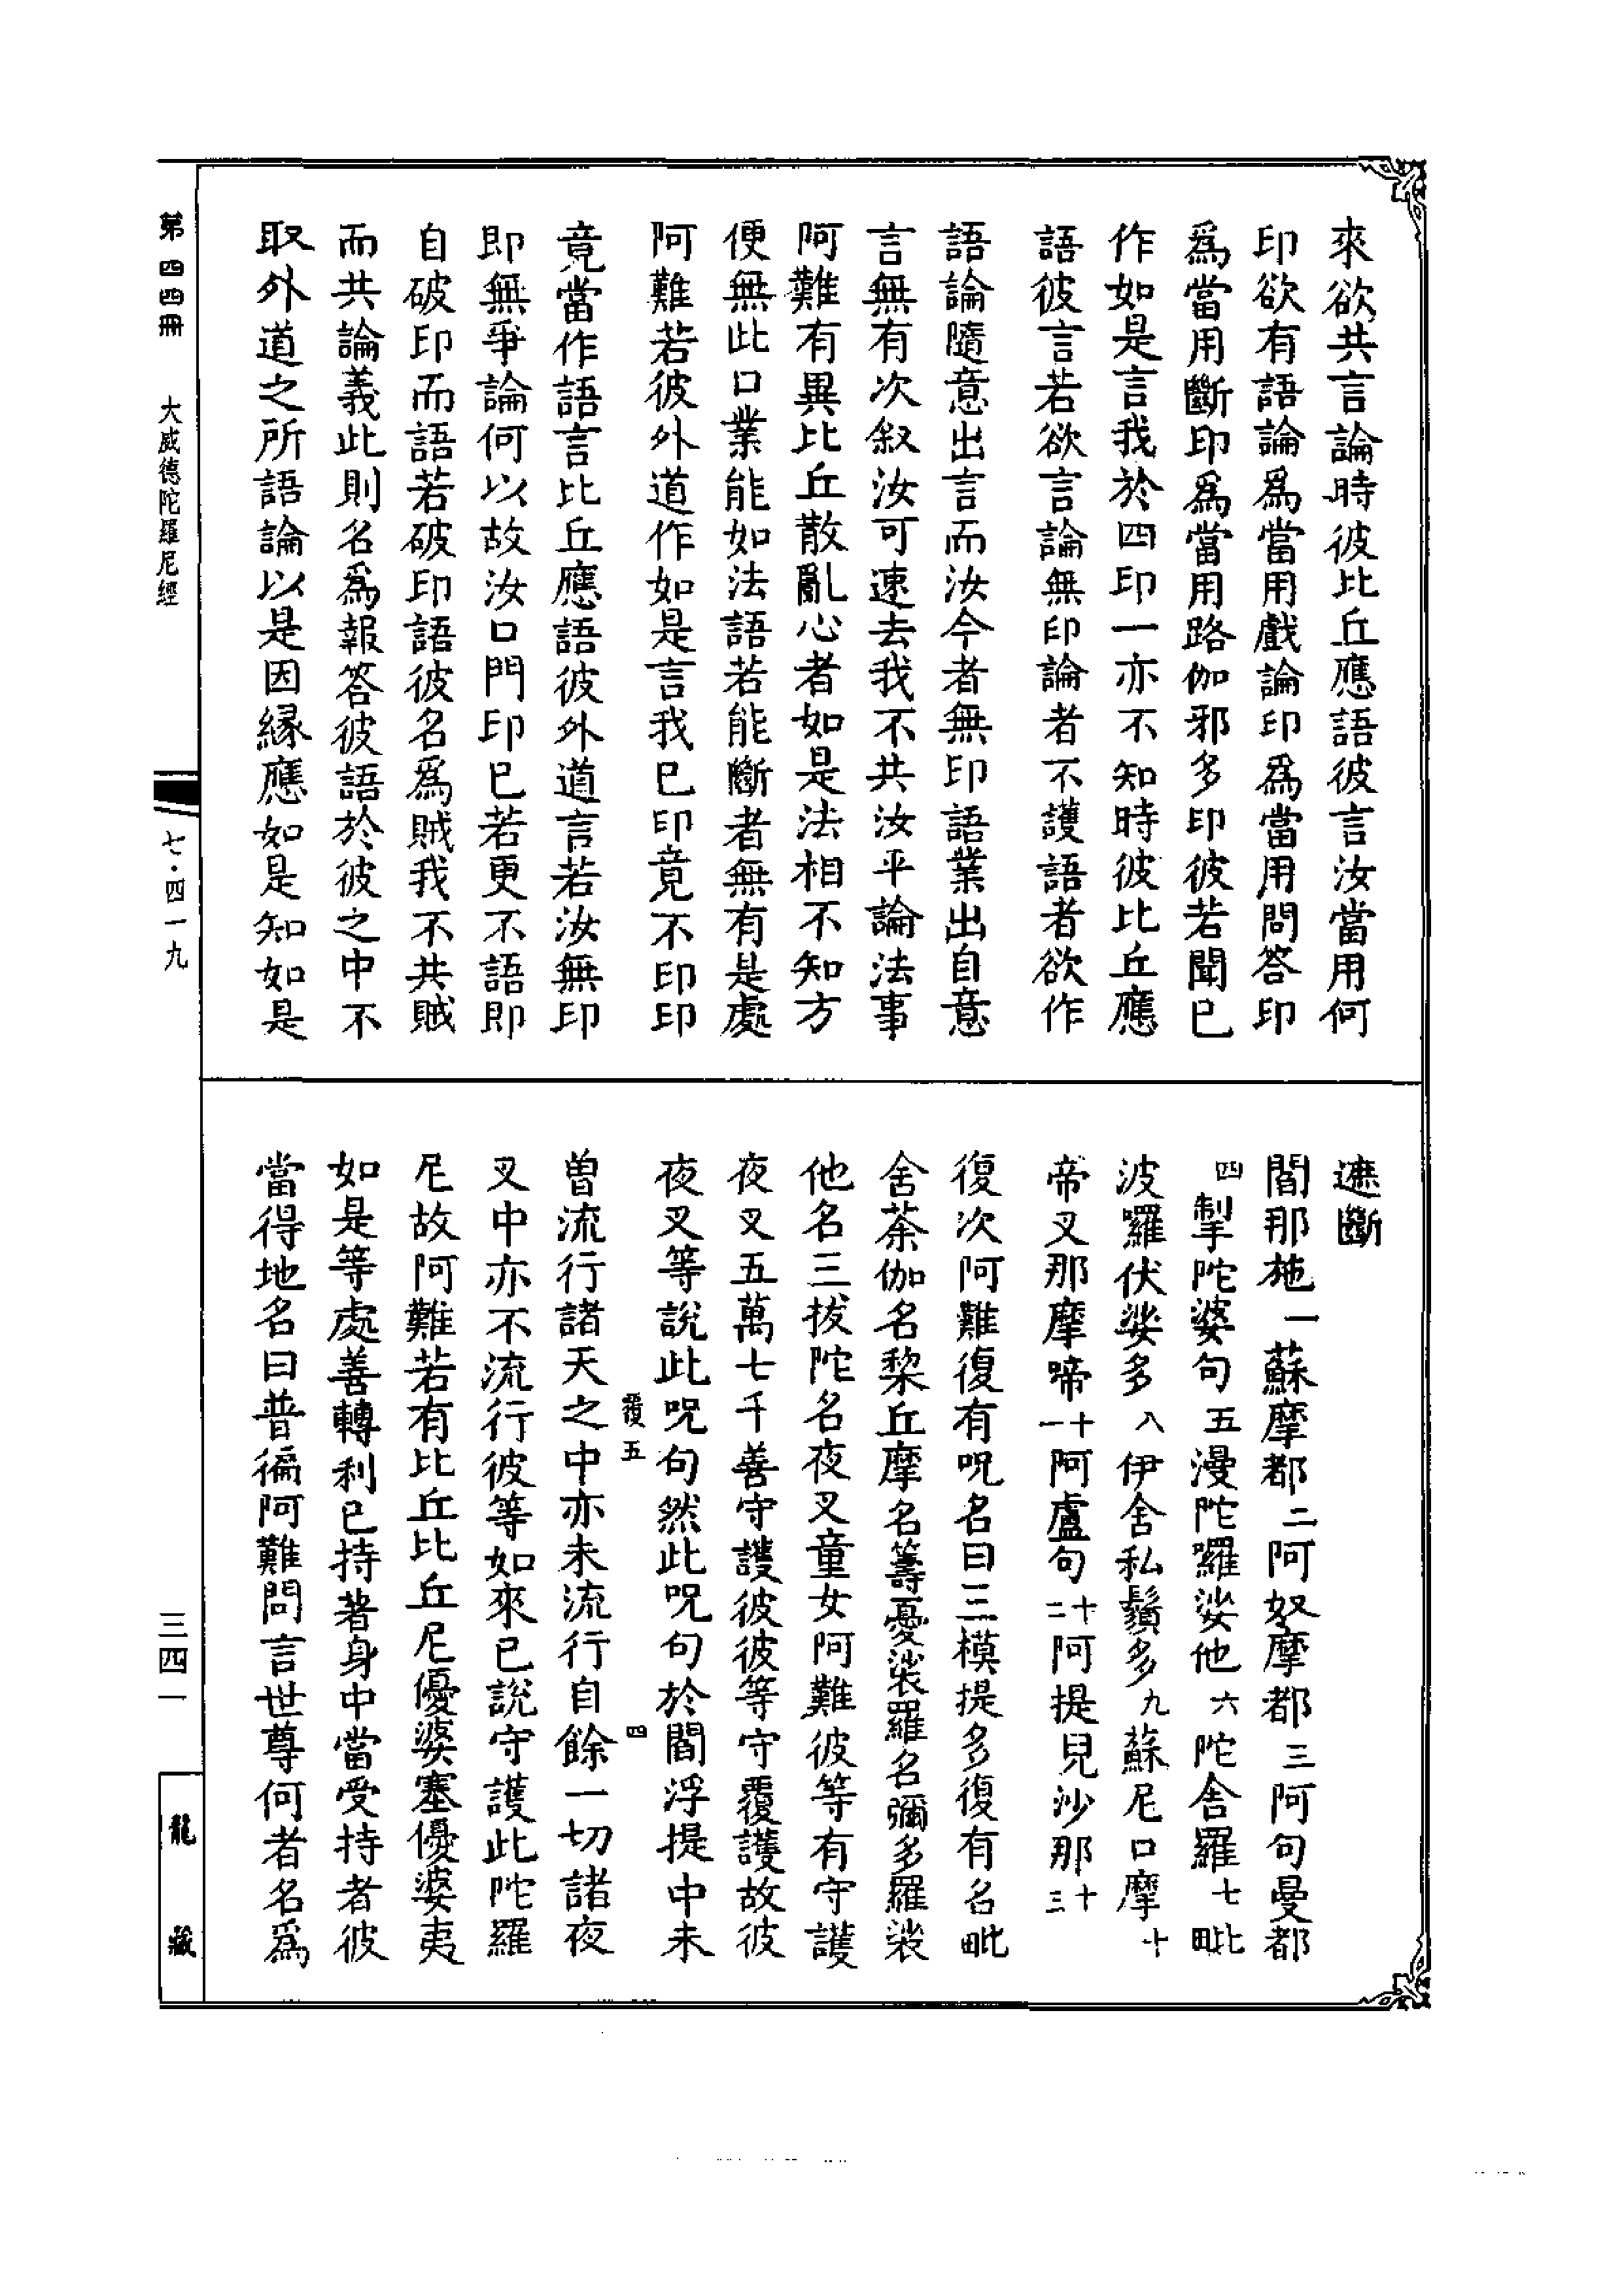 來欲共言論時彼比丘應語彼言汝當用何
印欲有語論爲當用戲論印爲當用問答印
爲當用斷印爲當用路伽邪多印彼若聞已
作如是言我於四印一亦不知時彼比丘應
語彼言若欲言論無印論者不護語者欲作
語論隨意出言而汝今者無印語業出自意
言無有次叙汝可速去我不共汝平論法事
阿難有異比丘散亂心者如是法相不知方
便無此口業能如法語若能斷者無有是處
阿難若彼外道作如是言我已印竟不印印
竟當作語言比丘應語彼外道言若汝無印
即無爭論何以故汝口門印已若更不語即
自破印而語若破印語彼名爲賊我不共賊
而共論義此則名爲報答彼語於彼之中不
取外道之所語論以是因緣應如是知如是
遮斷
閻那施一蘇摩都二阿奴摩都三阿句曼都
四掣陀婆句五漫陀囉娑他六陀舍羅七毗
波囉伏娑多八伊舍私鬚多九蘇尼口摩十
帝叉那摩啼十一阿盧句十二阿提兒沙那十三
復次阿難復有呪名曰三模提多復有名毗
舍荼伽名棃丘摩名籌憂裟羅名彌多羅裟
他名三拔陀名夜叉童女阿難彼等有守護
夜叉五萬七千善守護彼彼等守覆護故彼
夜叉等說此呪句然此呪句於閻浮提中未
覆五
四
曾流行諸天之中亦未流行自餘一切諸夜
叉中亦不流行彼等如來已說守護此陀羅
尼故阿難若有比丘比丘尼優婆塞優婆夷
如是等處善轉利已持著身中當受持者彼
當得地名曰普徧阿難問言世尊何者名爲
第四四冊
大威德陀羅尼經
七·四一九
三四一
龍藏